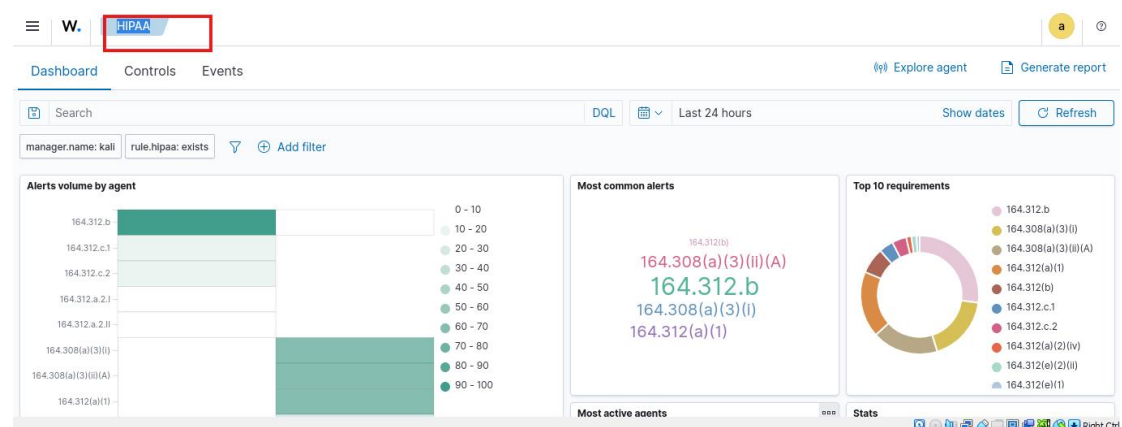 W. HIPAA a
Dashboard Controls Events Explore agent Generate report
Search DQL Last 24 hours Show dates Refresh
manager.name: kali rule.hipaa: exists Add filter
Alerts volume by agent
164.312.b
164.312.c.1
164.312.c.2
164.312.a.2.I
164.312.a.2.II
164.308(a)(3)(i)
164.308(a)(3)(ii)(A)
164.312(a)(1)
0 - 10
10 - 20
20 - 30
30 - 40
40 - 50
50 - 60
60 - 70
70 - 80
80 - 90
90 - 100
Most common alerts
164.312(b)
164.308(a)(3)(ii)(A)
164.312.b
164.308(a)(3)(i)
164.312(a)(1)
Top 10 requirements
164.312.b
164.308(a)(3)(i)
164.308(a)(3)(ii)(A)
164.312(a)(1)
164.312(b)
164.312.c.1
164.312.c.2
164.312(a)(2)(iv)
164.312(e)(2)(ii)
164.312(e)(1)
Most active agents
Stats
Right Ctrl